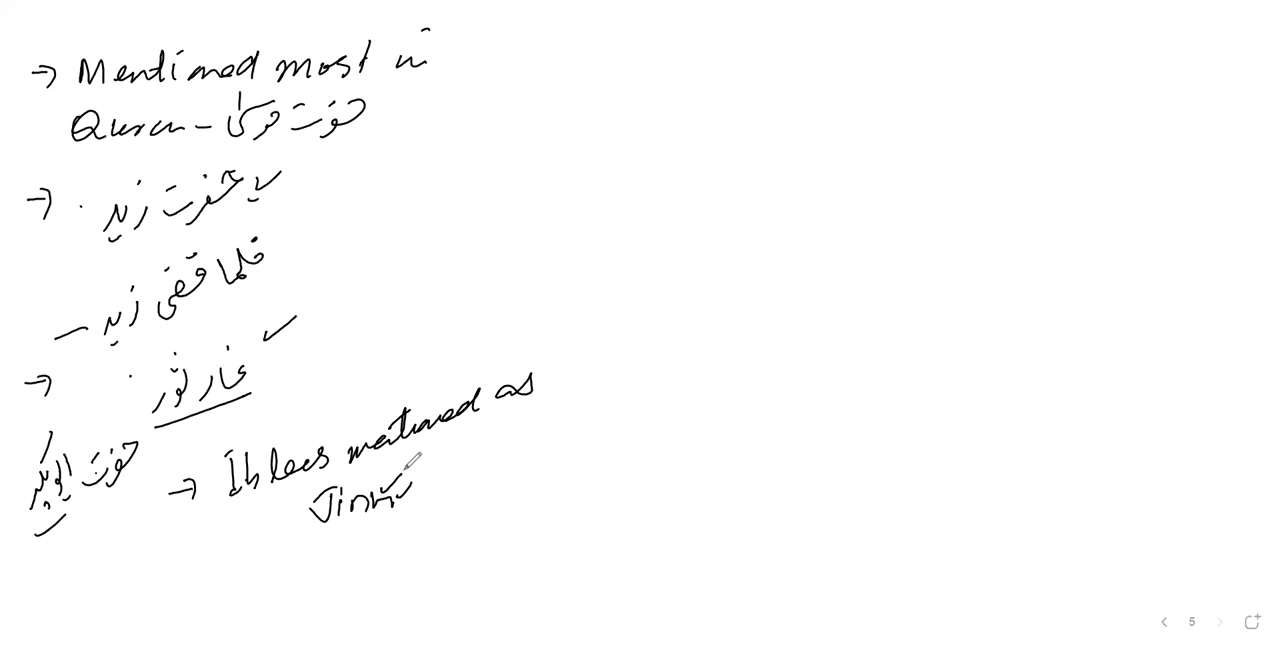 → Mentioned most in
Quran - حضرت موسیٰ
→ حضرت زید
فلما قضی زید -
→ غار ثور
حضرت ابوبکر
→ Iblees mentioned as
Jinn
5